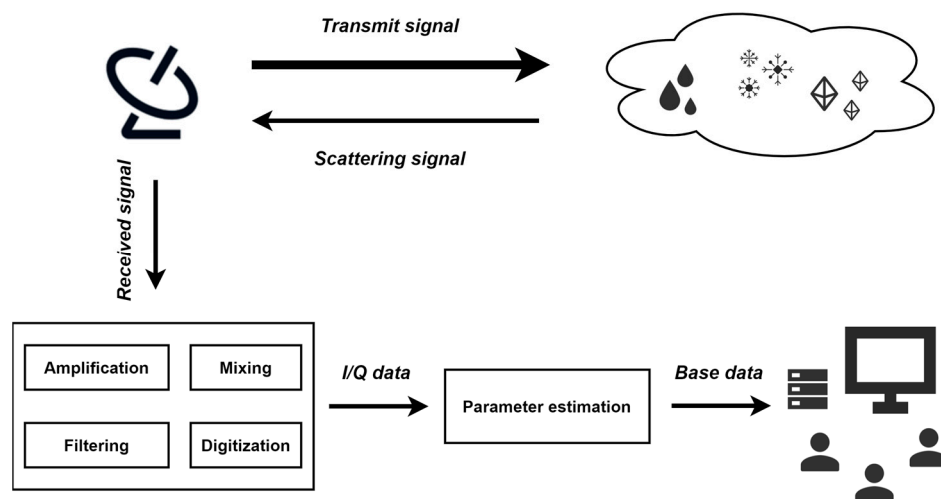 Transmit signal
Scattering signal
Received signal
Amplification
Mixing
Filtering
Digitization
I/Q data
Parameter estimation
Base data